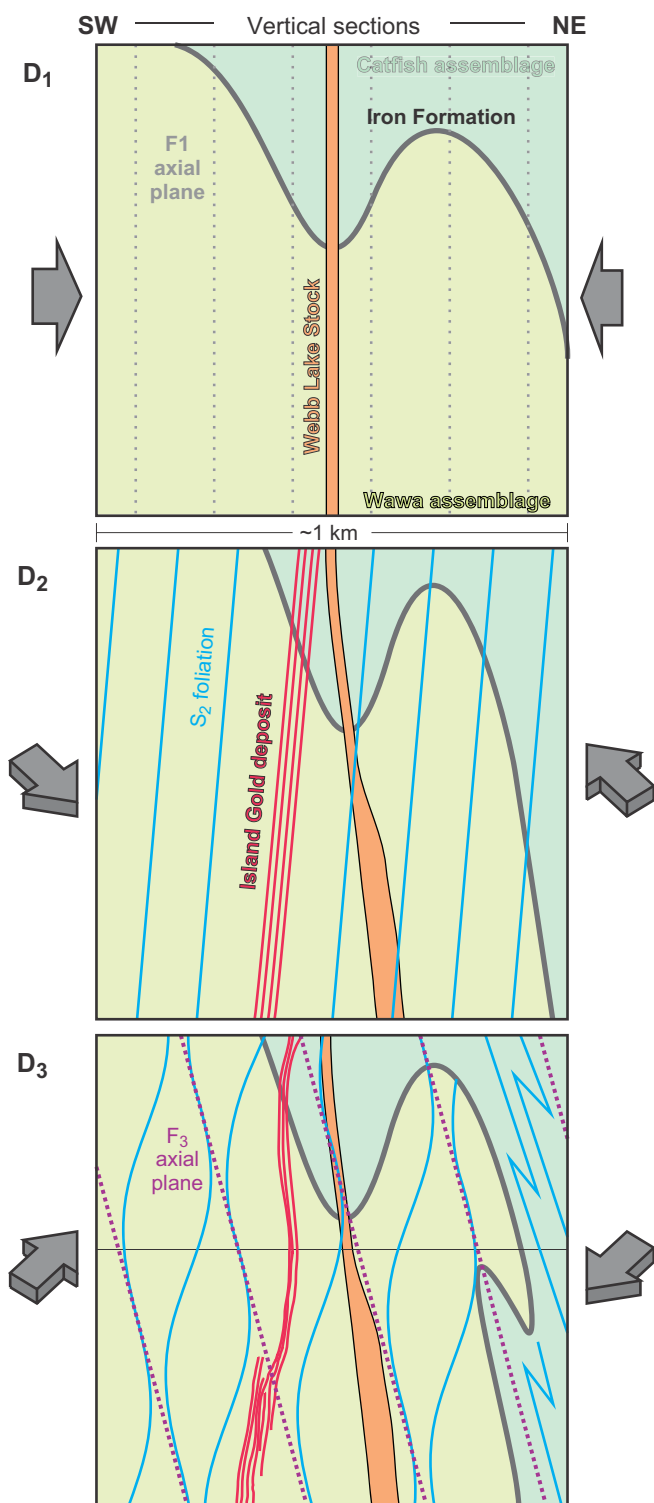 SW Vertical sections NE
D1
Catfish assemblage
Iron Formation
F1
axial
plane
Webb Lake Stock
Wawa assemblage
~1 km
D2
S2 foliation
Island Gold deposit
D3
F3
axial
plane